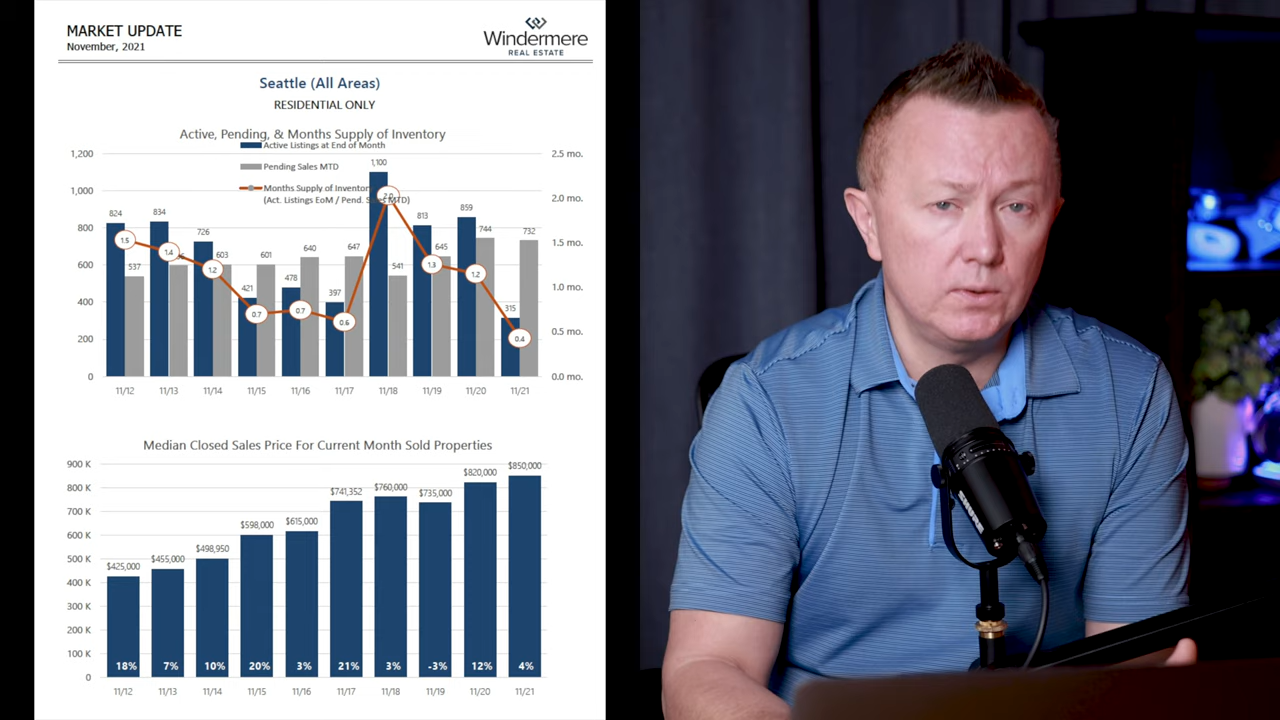 MARKET UPDATE
November, 2021
Windermere
REAL ESTATE
Seattle (All Areas)
RESIDENTIAL ONLY
Active, Pending, & Months Supply of Inventory
Active Listings at End of Month
Pending Sales MTD
Months Supply of Inventory
(Act. Listings EoM / Pend. Sales MTD)
1,200
1,000
800
600
400
200
0
2.5 mo.
2.0 mo.
1.5 mo.
1.0 mo.
0.5 mo.
0.0 mo.
824 834 726 421 478 397 1,100 813 859 315
537 603 601 640 647 541 645 744 732
1.5 1.4 1.2 0.7 0.7 0.6 2.0 1.3 1.2 0.4
11/12 11/13 11/14 11/15 11/16 11/17 11/18 11/19 11/20 11/21
Median Closed Sales Price For Current Month Sold Properties
900 K
800 K
700 K
600 K
500 K
400 K
300 K
200 K
100 K
0
$425,000 $455,000 $498,950 $598,000 $615,000 $741,352 $760,000 $735,000 $820,000 $850,000
18% 7% 10% 20% 3% 21% 3% -3% 12% 4%
11/12 11/13 11/14 11/15 11/16 11/17 11/18 11/19 11/20 11/21
SHURE